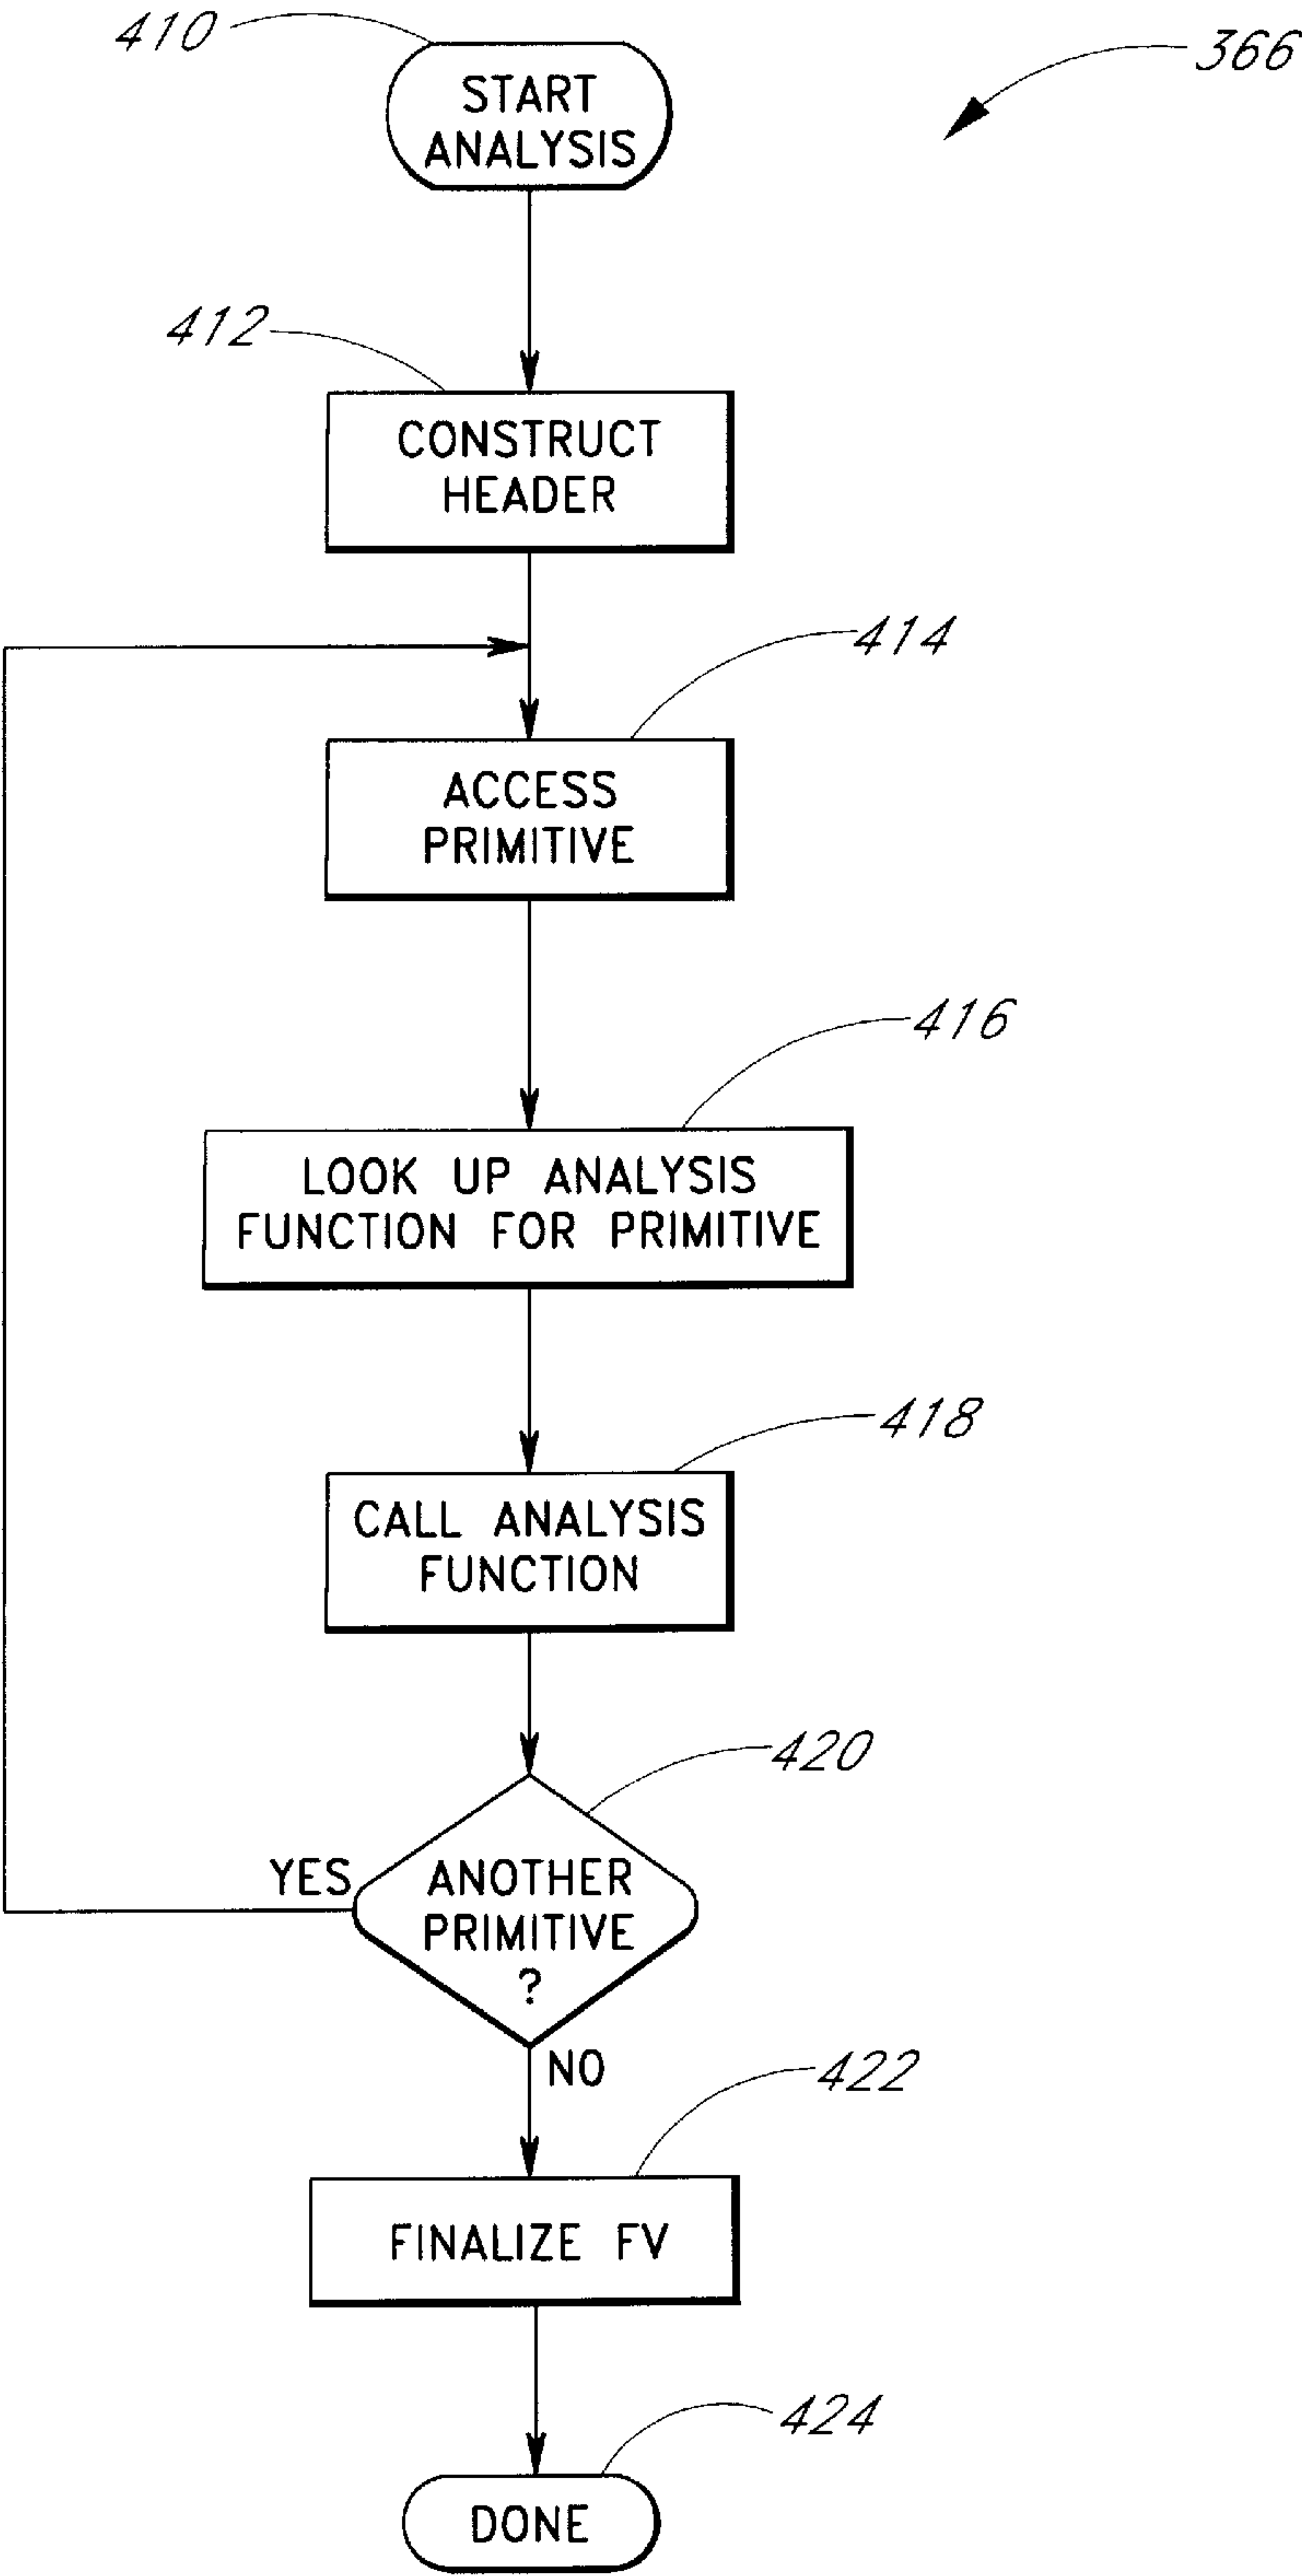 410
366
START
ANALYSIS
412
CONSTRUCT
HEADER
414
ACCESS
PRIMITIVE
416
LOOK UP ANALYSIS
FUNCTION FOR PRIMITIVE
418
CALL ANALYSIS
FUNCTION
420
YES
ANOTHER
PRIMITIVE
?
NO
422
FINALIZE FV
424
DONE